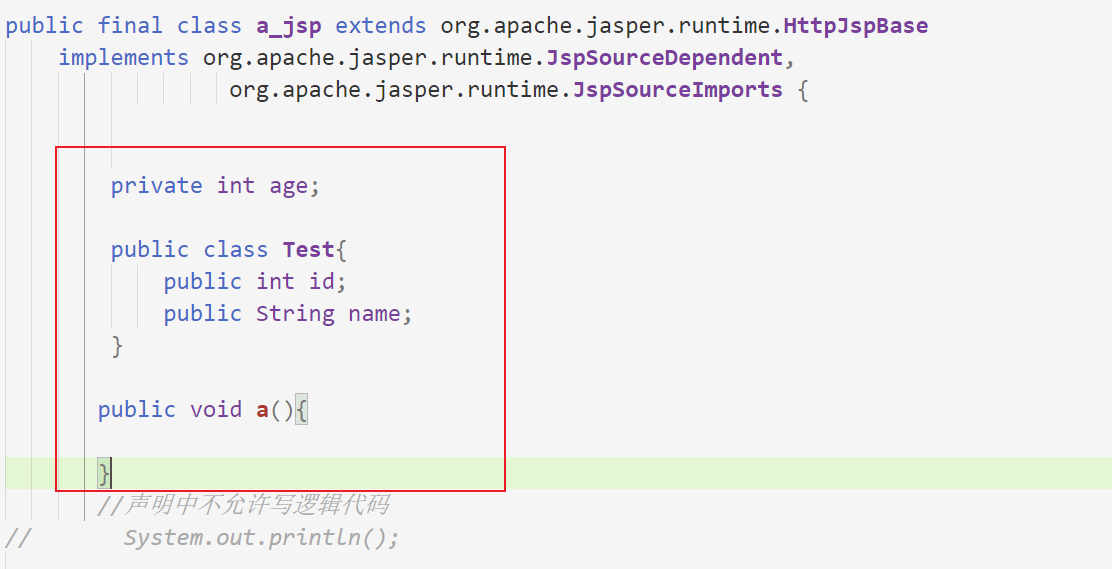 public final class a_jsp extends org.apache.jasper.runtime.HttpJspBase
implements org.apache.jasper.runtime.JspSourceDependent,
org.apache.jasper.runtime.JspSourceImports {
private int age;
public class Test{
public int id;
public String name;
}
public void a(){
}
//声明中不允许写逻辑代码
// System.out.println();